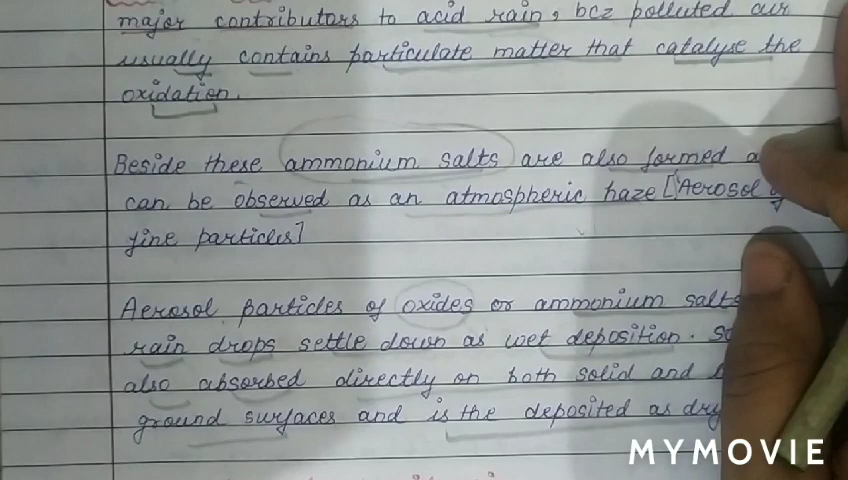 major contributors to acid rain, bcz polluted air
usually contains particulate matter that catalyse the
oxidation.
Beside these ammonium salts are also formed a
can be observed as an atmospheric haze [Aerosol of
fine particles]
Aerosol particles of oxides or ammonium salts
rain drops settle down as wet deposition. SO
also absorbed directly on both solid and
ground surfaces and is the deposited as dry
MYMOVIE